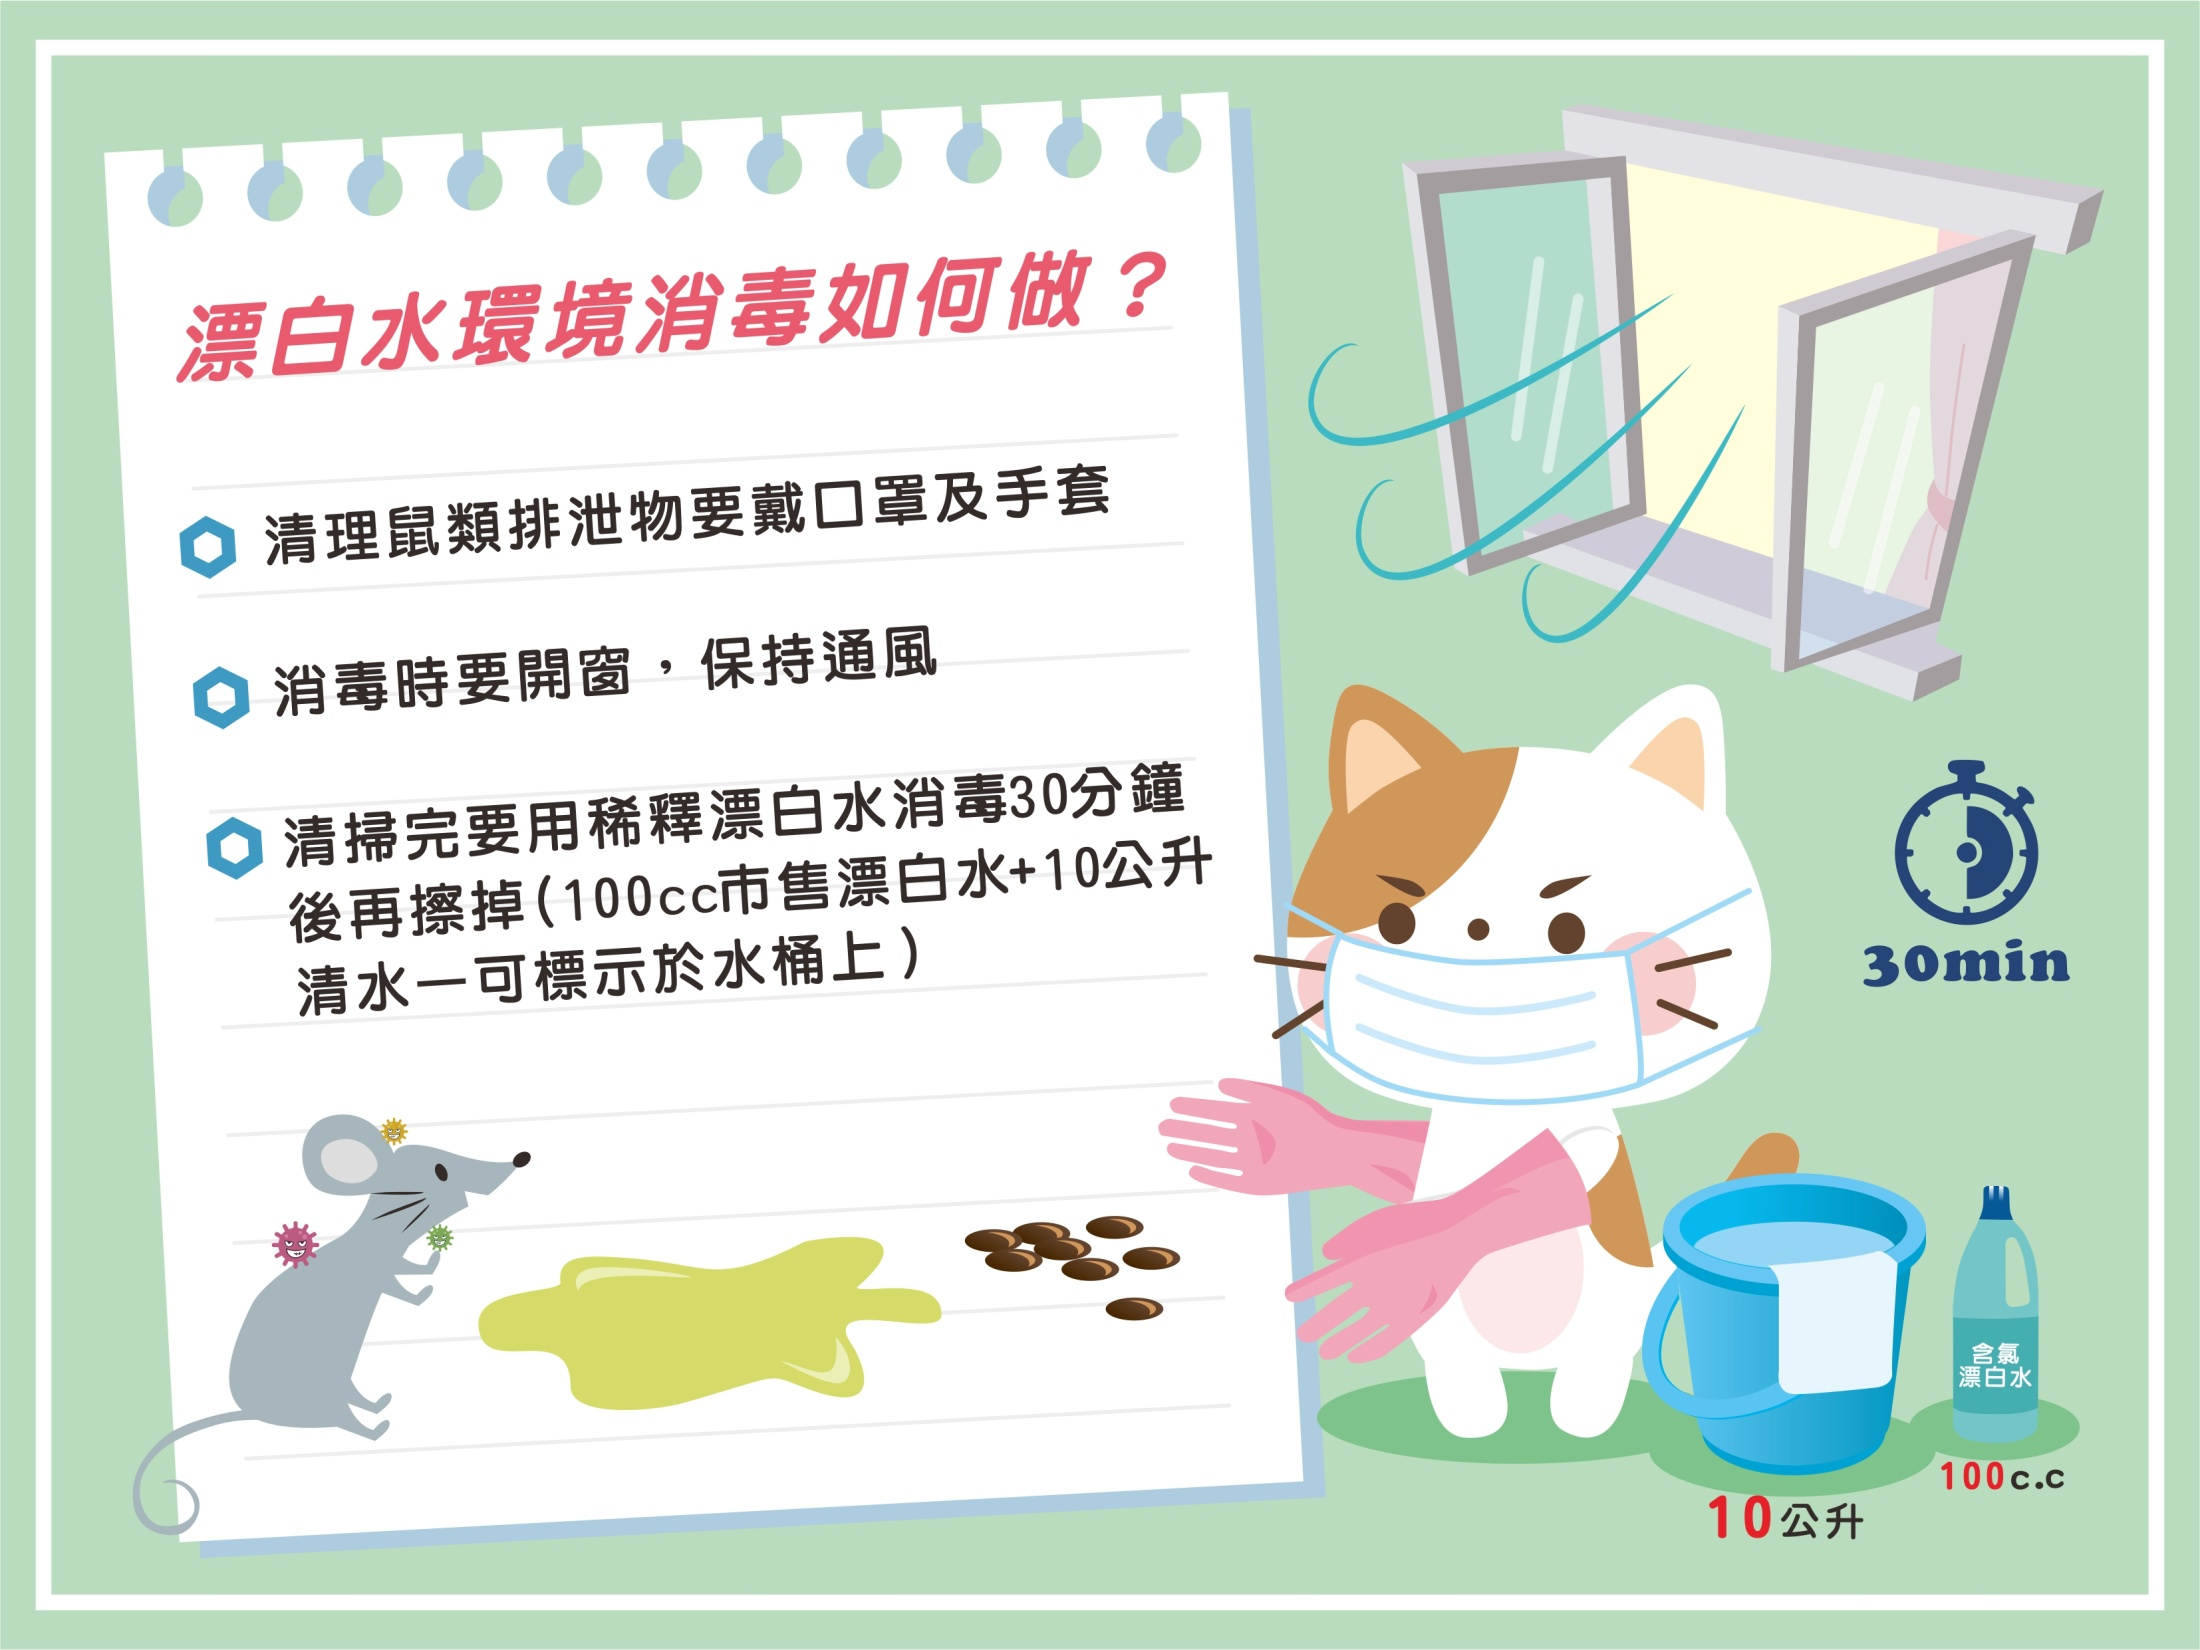 漂白水環境消毒如何做？
清理鼠類排泄物要戴口罩及手套
消毒時要開窗，保持通風
清掃完要用稀釋漂白水消毒30分鐘
後再擦掉(100cc市售漂白水+10公升
清水—可標示於水桶上)
30min
含氯
漂白水
100c.c
10公升